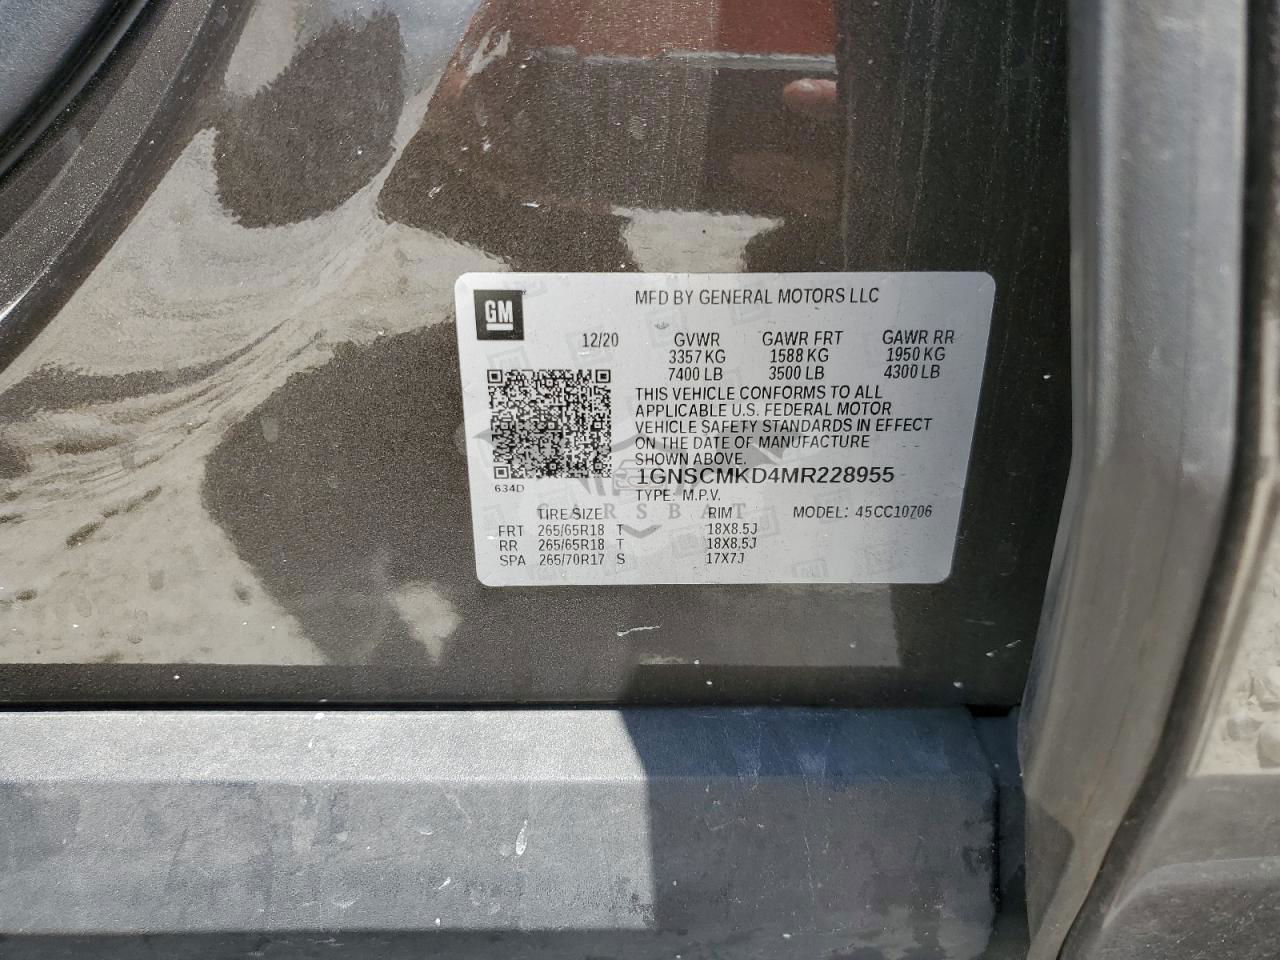 GM
MFD BY GENERAL MOTORS LLC
12/20 GVWR GAWR FRT GAWR RR
3357 KG 1588 KG 1950 KG
7400 LB 3500 LB 4300 LB
THIS VEHICLE CONFORMS TO ALL
APPLICABLE U.S. FEDERAL MOTOR
VEHICLE SAFETY STANDARDS IN EFFECT
ON THE DATE OF MANUFACTURE
SHOWN ABOVE.
1GNSCMKD4MR228955
634D
TYPE: M.P.V.
TIRE SIZE RIM MODEL: 45CC10706
FRT 265/65R18 T 18X8.5J
RR 265/65R18 T 18X8.5J
SPA 265/70R17 S 17X7J